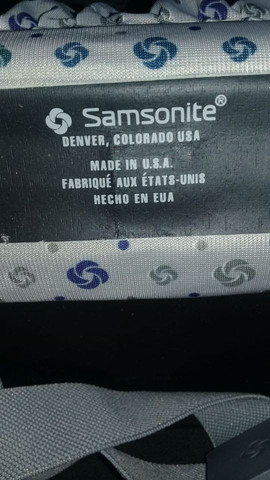 Samsonite®
DENVER, COLORADO USA
MADE IN U.S.A.
FABRIQUÉ AUX ÉTATS-UNIS
HECHO EN EUA